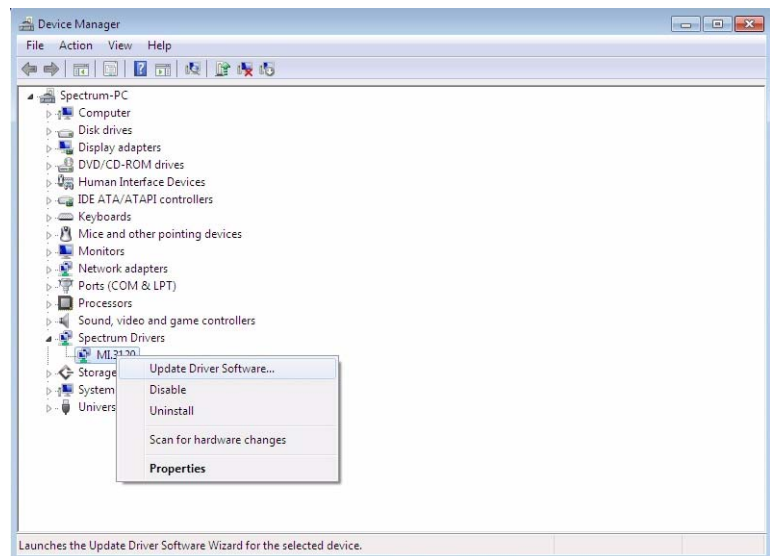 Device Manager
File Action View Help
Spectrum-PC
Computer
Disk drives
Display adapters
DVD/CD-ROM drives
Human Interface Devices
IDE ATA/ATAPI controllers
Keyboards
Mice and other pointing devices
Monitors
Network adapters
Ports (COM & LPT)
Processors
Sound, video and game controllers
Spectrum Drivers
MI.3120
Storage
System
Univers
Update Driver Software...
Disable
Uninstall
Scan for hardware changes
Properties
Launches the Update Driver Software Wizard for the selected device.